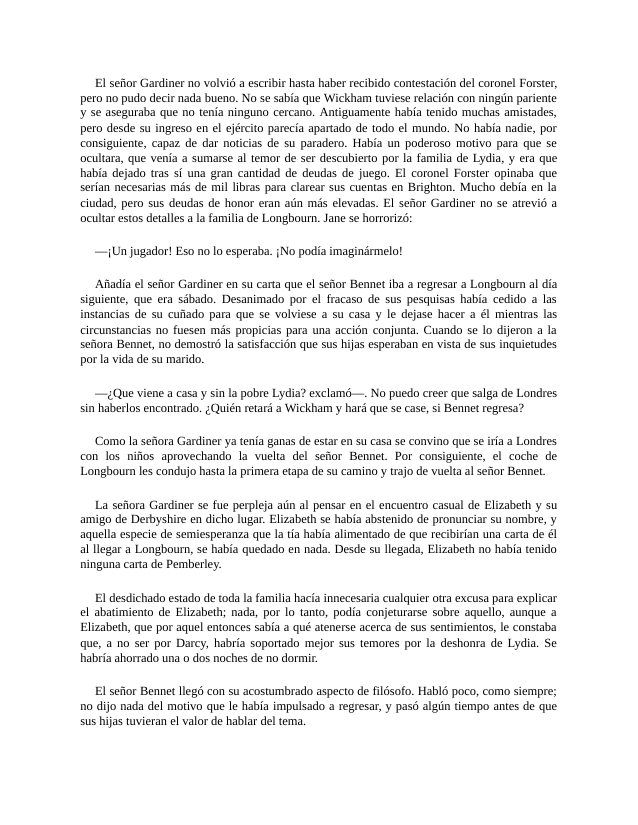 El señor Gardiner no volvió a escribir hasta haber recibido contestación del coronel Forster,
pero no pudo decir nada bueno. No se sabía que Wickham tuviese relación con ningún pariente
y se aseguraba que no tenía ninguno cercano. Antiguamente había tenido muchas amistades,
pero desde su ingreso en el ejército parecía apartado de todo el mundo. No había nadie, por
consiguiente, capaz de dar noticias de su paradero. Había un poderoso motivo para que se
ocultara, que venía a sumarse al temor de ser descubierto por la familia de Lydia, y era que
había dejado tras sí una gran cantidad de deudas de juego. El coronel Forster opinaba que
serían necesarias más de mil libras para clarear sus cuentas en Brighton. Mucho debía en la
ciudad, pero sus deudas de honor eran aún más elevadas. El señor Gardiner no se atrevió a
ocultar estos detalles a la familia de Longbourn. Jane se horrorizó:
—¡Un jugador! Eso no lo esperaba. ¡No podía imaginármelo!
Añadía el señor Gardiner en su carta que el señor Bennet iba a regresar a Longbourn al día
siguiente, que era sábado. Desanimado por el fracaso de sus pesquisas había cedido a las
instancias de su cuñado para que se volviese a su casa y le dejase hacer a él mientras las
circunstancias no fuesen más propicias para una acción conjunta. Cuando se lo dijeron a la
señora Bennet, no demostró la satisfacción que sus hijas esperaban en vista de sus inquietudes
por la vida de su marido.
—¿Que viene a casa y sin la pobre Lydia? exclamó—. No puedo creer que salga de Londres
sin haberlos encontrado. ¿Quién retará a Wickham y hará que se case, si Bennet regresa?
Como la señora Gardiner ya tenía ganas de estar en su casa se convino que se iría a Londres
con los niños aprovechando la vuelta del señor Bennet. Por consiguiente, el coche de
Longbourn les condujo hasta la primera etapa de su camino y trajo de vuelta al señor Bennet.
La señora Gardiner se fue perpleja aún al pensar en el encuentro casual de Elizabeth y su
amigo de Derbyshire en dicho lugar. Elizabeth se había abstenido de pronunciar su nombre, y
aquella especie de semiesperanza que la tía había alimentado de que recibirían una carta de él
al llegar a Longbourn, se había quedado en nada. Desde su llegada, Elizabeth no había tenido
ninguna carta de Pemberley.
El desdichado estado de toda la familia hacía innecesaria cualquier otra excusa para explicar
el abatimiento de Elizabeth; nada, por lo tanto, podía conjeturarse sobre aquello, aunque a
Elizabeth, que por aquel entonces sabía a qué atenerse acerca de sus sentimientos, le constaba
que, a no ser por Darcy, habría soportado mejor sus temores por la deshonra de Lydia. Se
habría ahorrado una o dos noches de no dormir.
El señor Bennet llegó con su acostumbrado aspecto de filósofo. Habló poco, como siempre;
no dijo nada del motivo que le había impulsado a regresar, y pasó algún tiempo antes de que
sus hijas tuvieran el valor de hablar del tema.